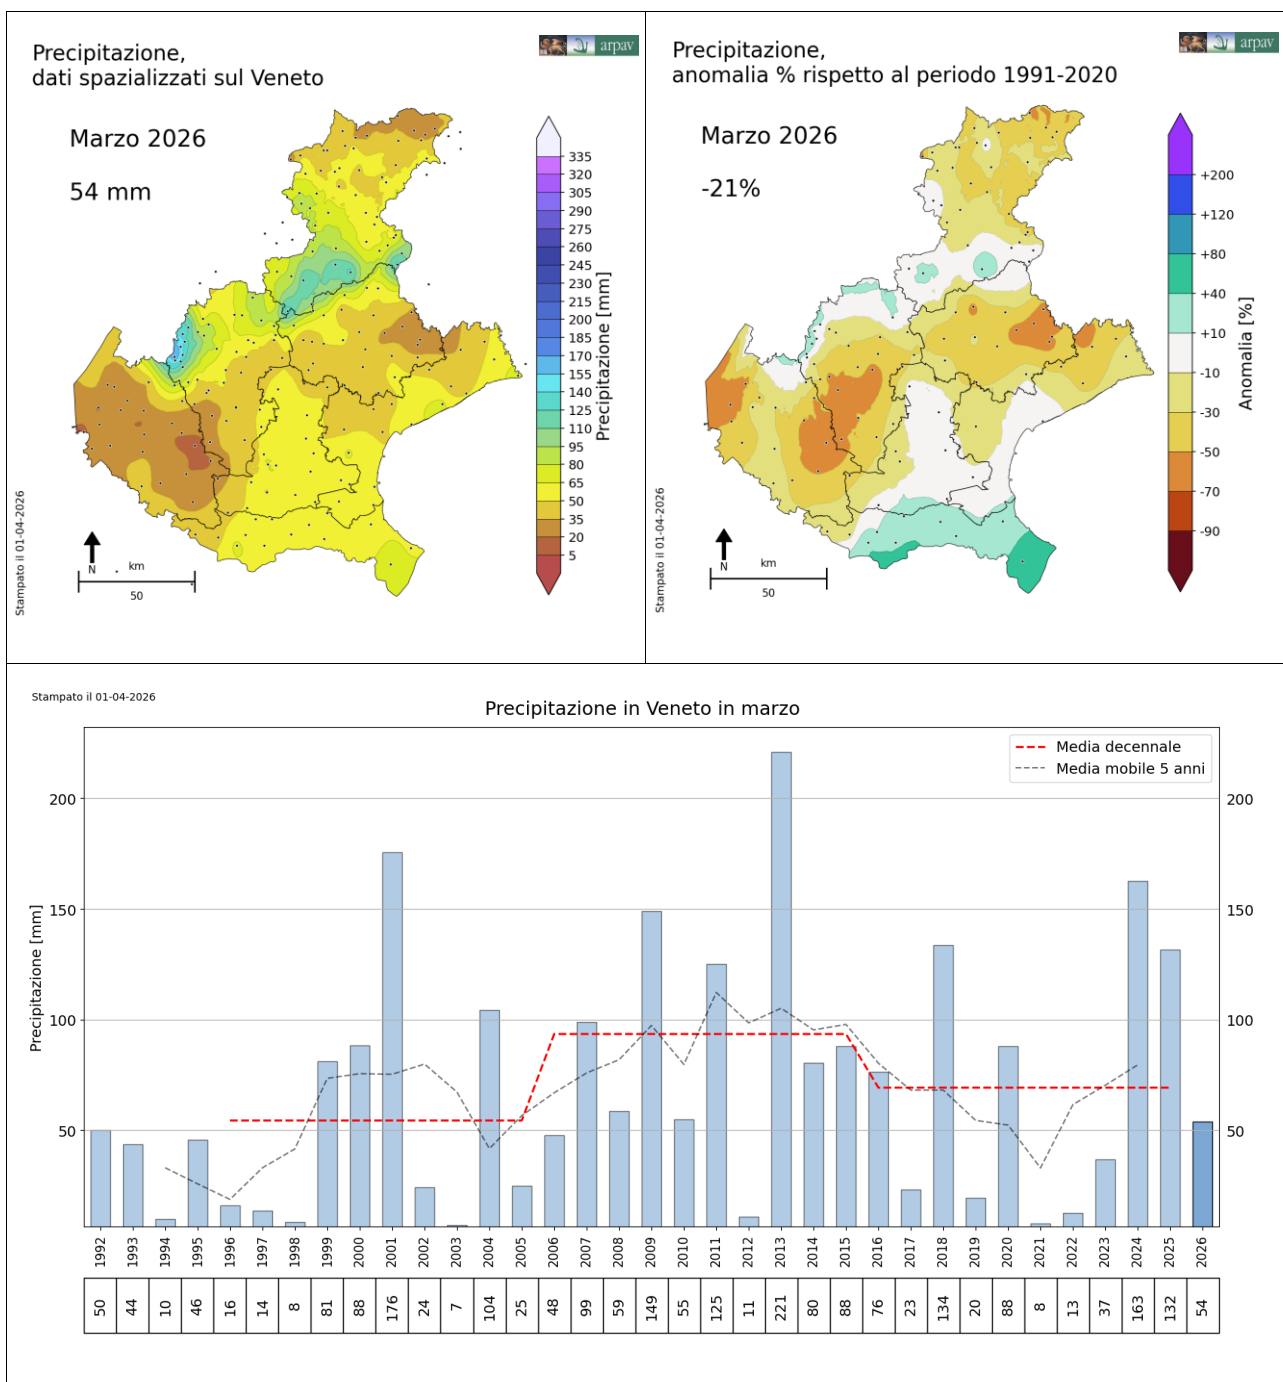 Precipitazione,
dati spazializzati sul Veneto
arpav
Marzo 2026
54 mm
335
320
305
290
275
260
245
230
215
200
185
170
155
140
125
110
95
80
65
50
35
20
5
Precipitazione [mm]
Stampato il 01-04-2026
N
km
50
Precipitazione,
anomalia % rispetto al periodo 1991-2020
arpav
Marzo 2026
-21%
+200
+120
+80
+40
+10
-10
-30
-50
-70
-90
Anomalia [%]
Stampato il 01-04-2026
N
km
50
Stampato il 01-04-2026
Precipitazione in Veneto in marzo
Media decennale
Media mobile 5 anni
Precipitazione [mm]
200
150
100
50
200
150
100
50
1992 1993 1994 1995 1996 1997 1998 1999 2000 2001 2002 2003 2004 2005 2006 2007 2008 2009 2010 2011 2012 2013 2014 2015 2016 2017 2018 2019 2020 2021 2022 2023 2024 2025 2026
50 44 10 46 16 14 8 81 88 176 24 7 104 25 48 99 59 149 55 125 11 221 80 88 76 23 134 20 88 8 13 37 163 132 54